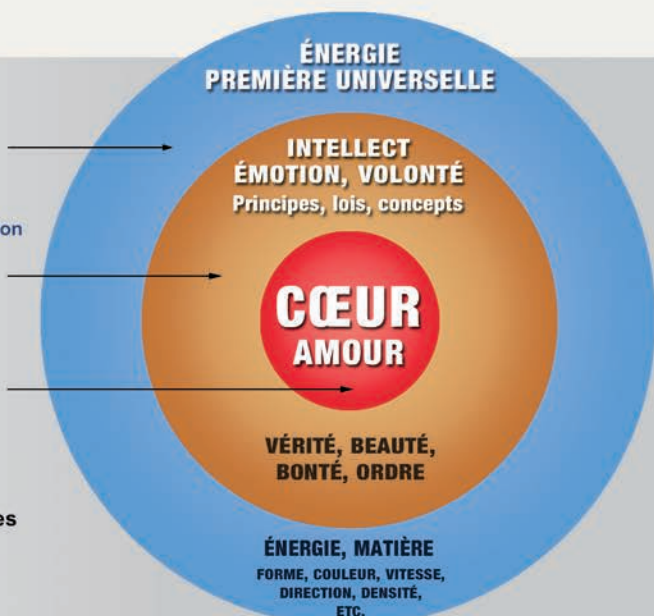 ÉNERGIE
PREMIÈRE UNIVERSELLE
INTELLECT
ÉMOTION, VOLONTÉ
Principes, lois, concepts
on
CŒUR
AMOUR
VÉRITÉ, BEAUTÉ,
BONTÉ, ORDRE
es
ÉNERGIE, MATIÈRE
FORME, COULEUR, VITESSE,
DIRECTION, DENSITÉ,
ETC.